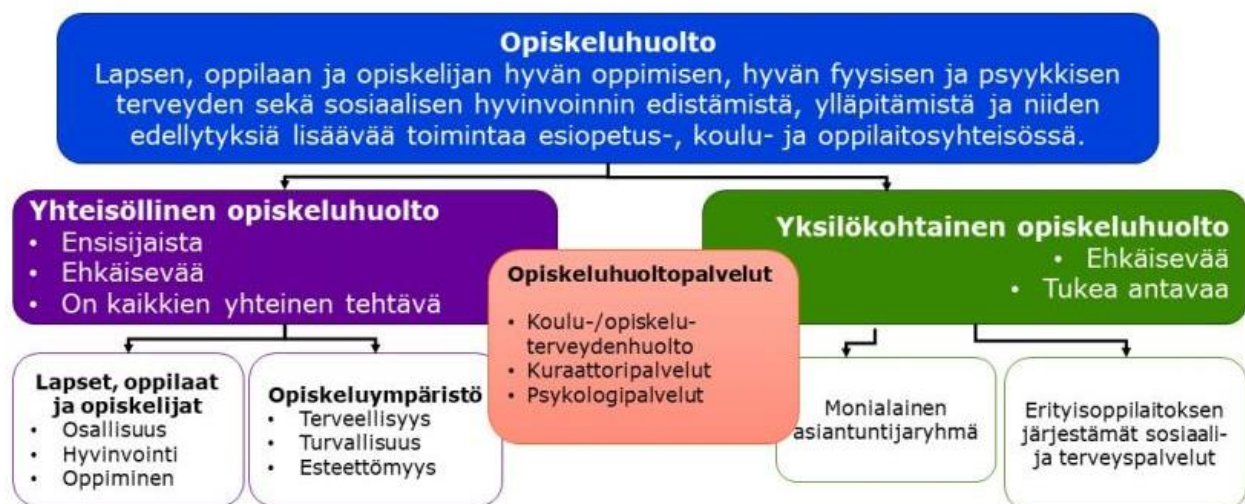 Opiskeluhuolto
Lapsen, oppilaan ja opiskelijan hyvän oppimisen, hyvän fyysisen ja psyykkisen
terveyden sekä sosiaalisen hyvinvoinnin edistämistä, ylläpitämistä ja niiden
edellytyksiä lisäävää toimintaa esiopetus-, koulu- ja oppilaitosyhteisössä.
Yhteisöllinen opiskeluhuolto
• Ensisijaista
• Ehkäisevää
• On kaikkien yhteinen tehtävä
Opiskeluhuoltopalvelut
• Koulu-/opiskelu-
terveydenhuolto
• Kuraattoripalvelut
• Psykologipalvelut
Yksilökohtainen opiskeluhuolto
• Ehkäisevää
• Tukea antavaa
Lapset, oppilaat
ja opiskelijat
• Osallisuus
• Hyvinvointi
• Oppiminen
Opiskeluympäristö
• Terveellisyys
• Turvallisuus
• Esteettömyys
Monialainen
asiantuntijaryhmä
Erityisoppilaitoksen
järjestämät sosiaali-
ja terveyspalvelut